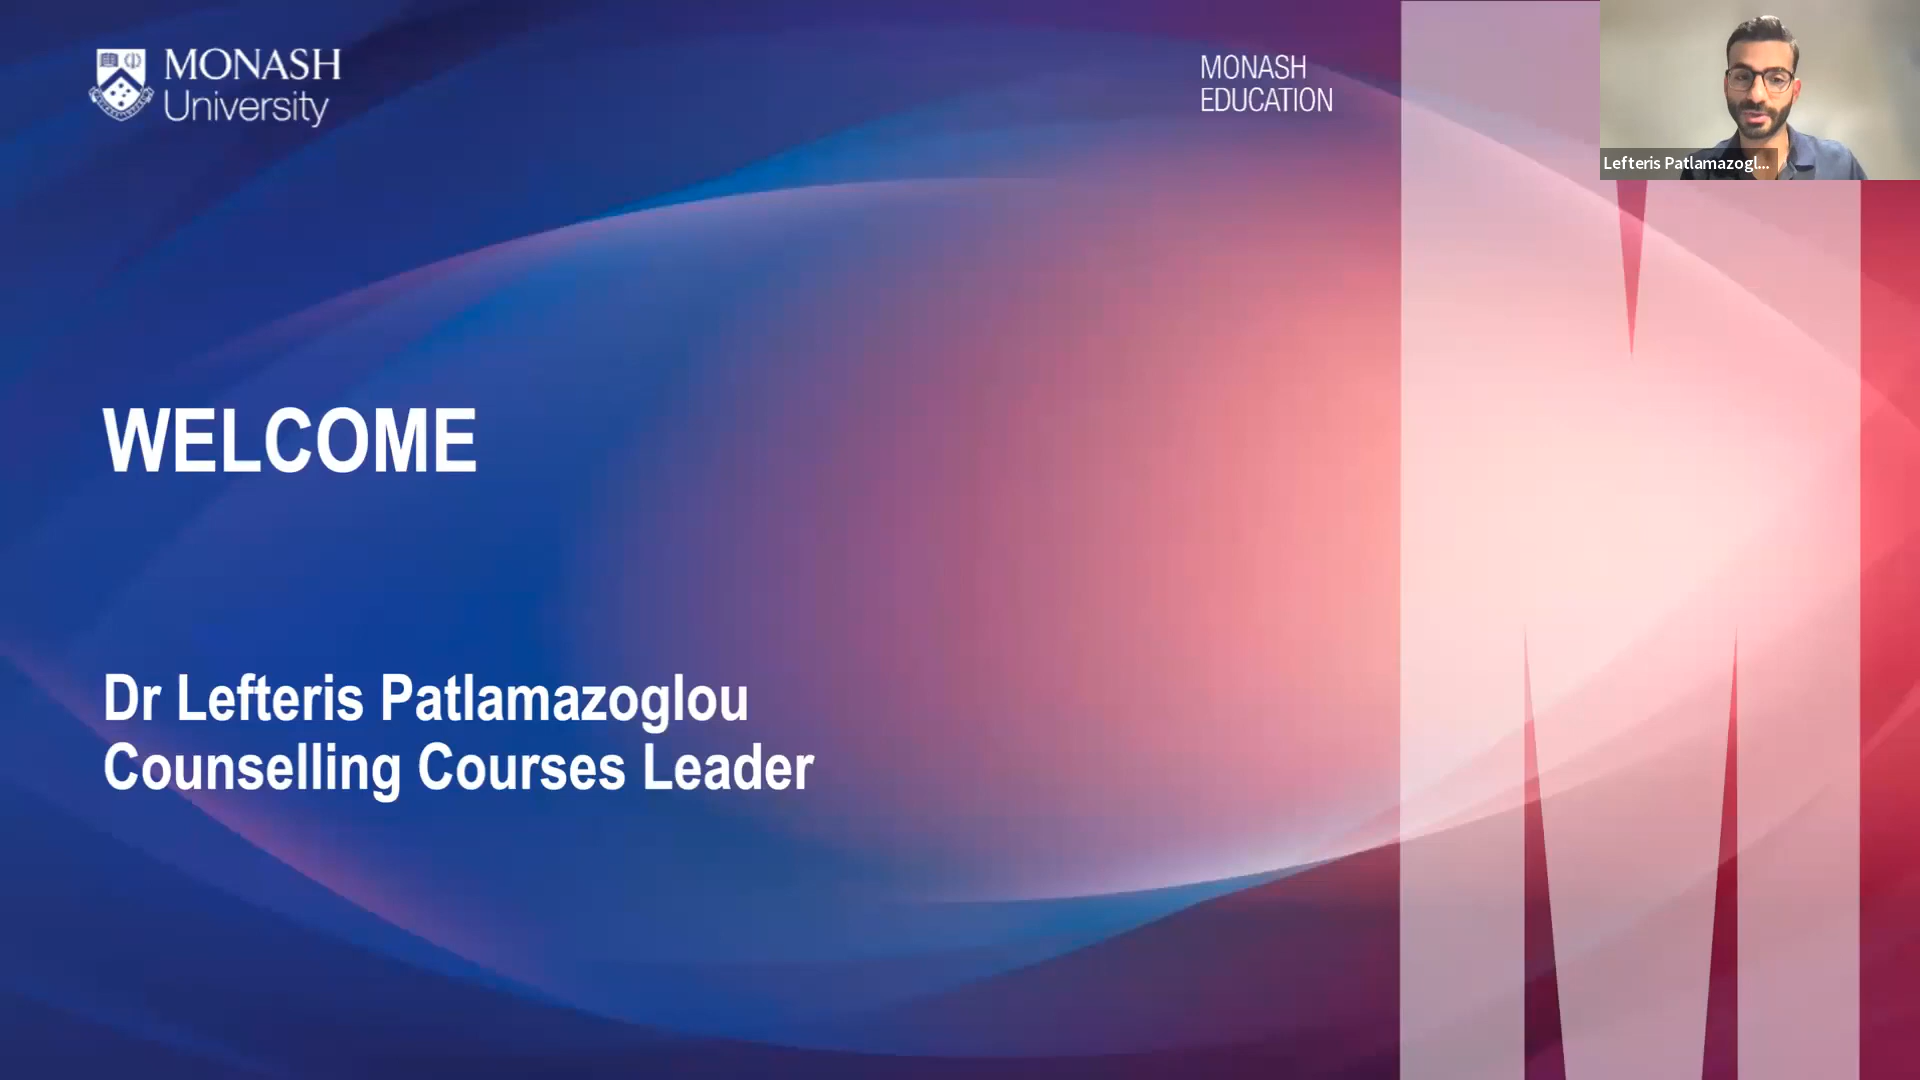 MONASH
University
MONASH
EDUCATION
Lefteris Patlamazogl...
WELCOME
Dr Lefteris Patlamazoglou
Counselling Courses Leader